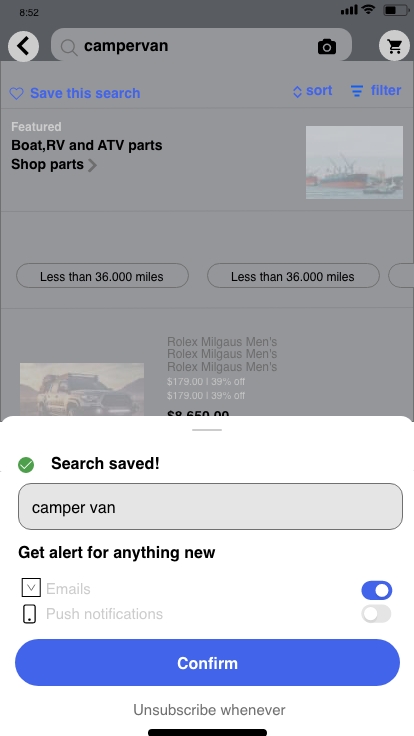 8:52
campervan
Save this search
sort
filter
Featured
Boat,RV and ATV parts
Shop parts
Less than 36.000 miles
Less than 36.000 miles
Rolex Milgaus Men's
Rolex Milgaus Men's
Rolex Milgaus Men's
$179.00 I 39% off
$179.00 I 39% off
$8,650.00
Search saved!
camper van
Get alert for anything new
Emails
Push notifications
Confirm
Unsubscribe whenever